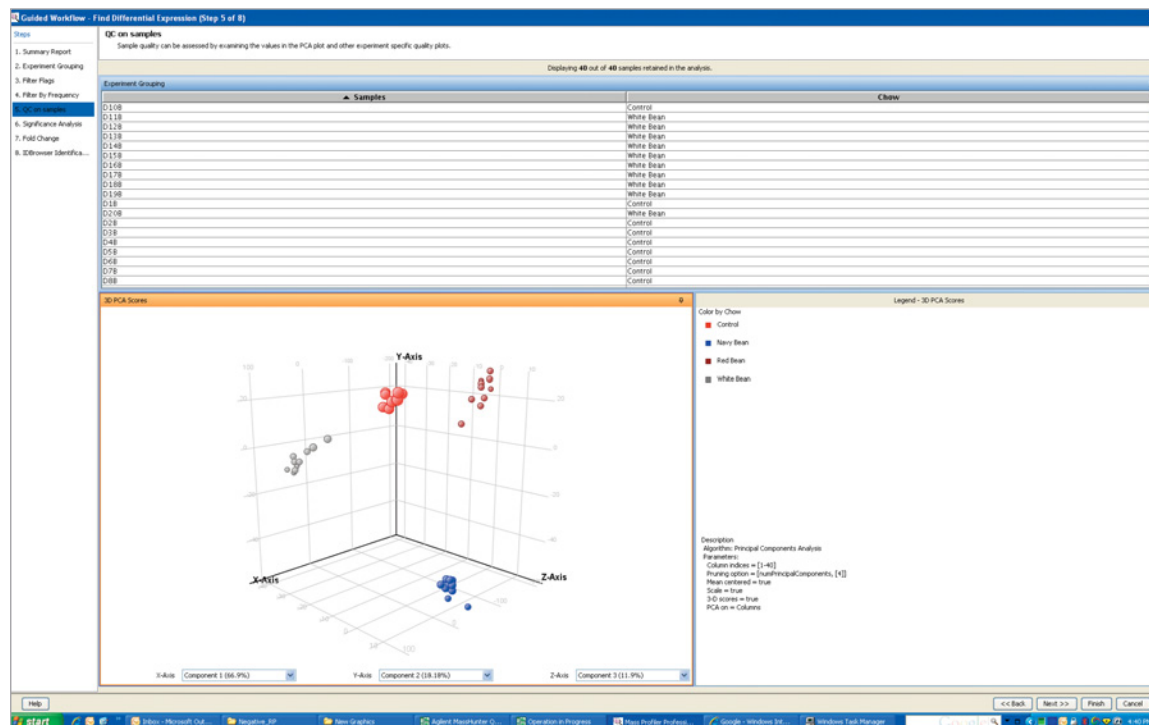 Guided Workflow - Find Differential Expression (Step 5 of 8)
Steps
1. Summary Report
2. Experiment Grouping
3. Filter Flags
4. Filter By Frequency
5. QC on samples
6. Significance Analysis
7. Fold Change
8. IDBrowser Identifica...
QC on samples
Sample quality can be assessed by examining the values in the PCA plot and other experiment specific quality plots.
Displaying 40 out of 40 samples retained in the analysis.
Experiment Grouping
Samples Chow
D10B Control
D11B White Bean
D12B White Bean
D13B White Bean
D14B White Bean
D15B White Bean
D16B White Bean
D17B White Bean
D18B White Bean
D19B White Bean
D1B Control
D20B White Bean
D2B Control
D3B Control
D4B Control
D5B Control
D6B Control
D7B Control
D8B Control
3D PCA Scores
Y-Axis
X-Axis
Z-Axis
X-Axis Component 1 (66.9%) Y-Axis Component 2 (18.18%) Z-Axis Component 3 (11.9%)
Legend - 3D PCA Scores
Color by Chow
Control
Navy Bean
Red Bean
White Bean
Description
Algorithm: Principal Components Analysis
Parameters:
Column indices = [1-40]
Pruning option = [numPrincipalComponents, [4]]
Mean centered = true
Scale = true
3-D scores = true
PCA on = Columns
Help << Back Next >> Finish Cancel
start Inbox - Microsoft Out... Negative_RP New Graphics Agilent MassHunter Q... Operation in Progress Mass Profiler Professi... Google - Windows Int... Windows Task Manager Google 4:40 PM